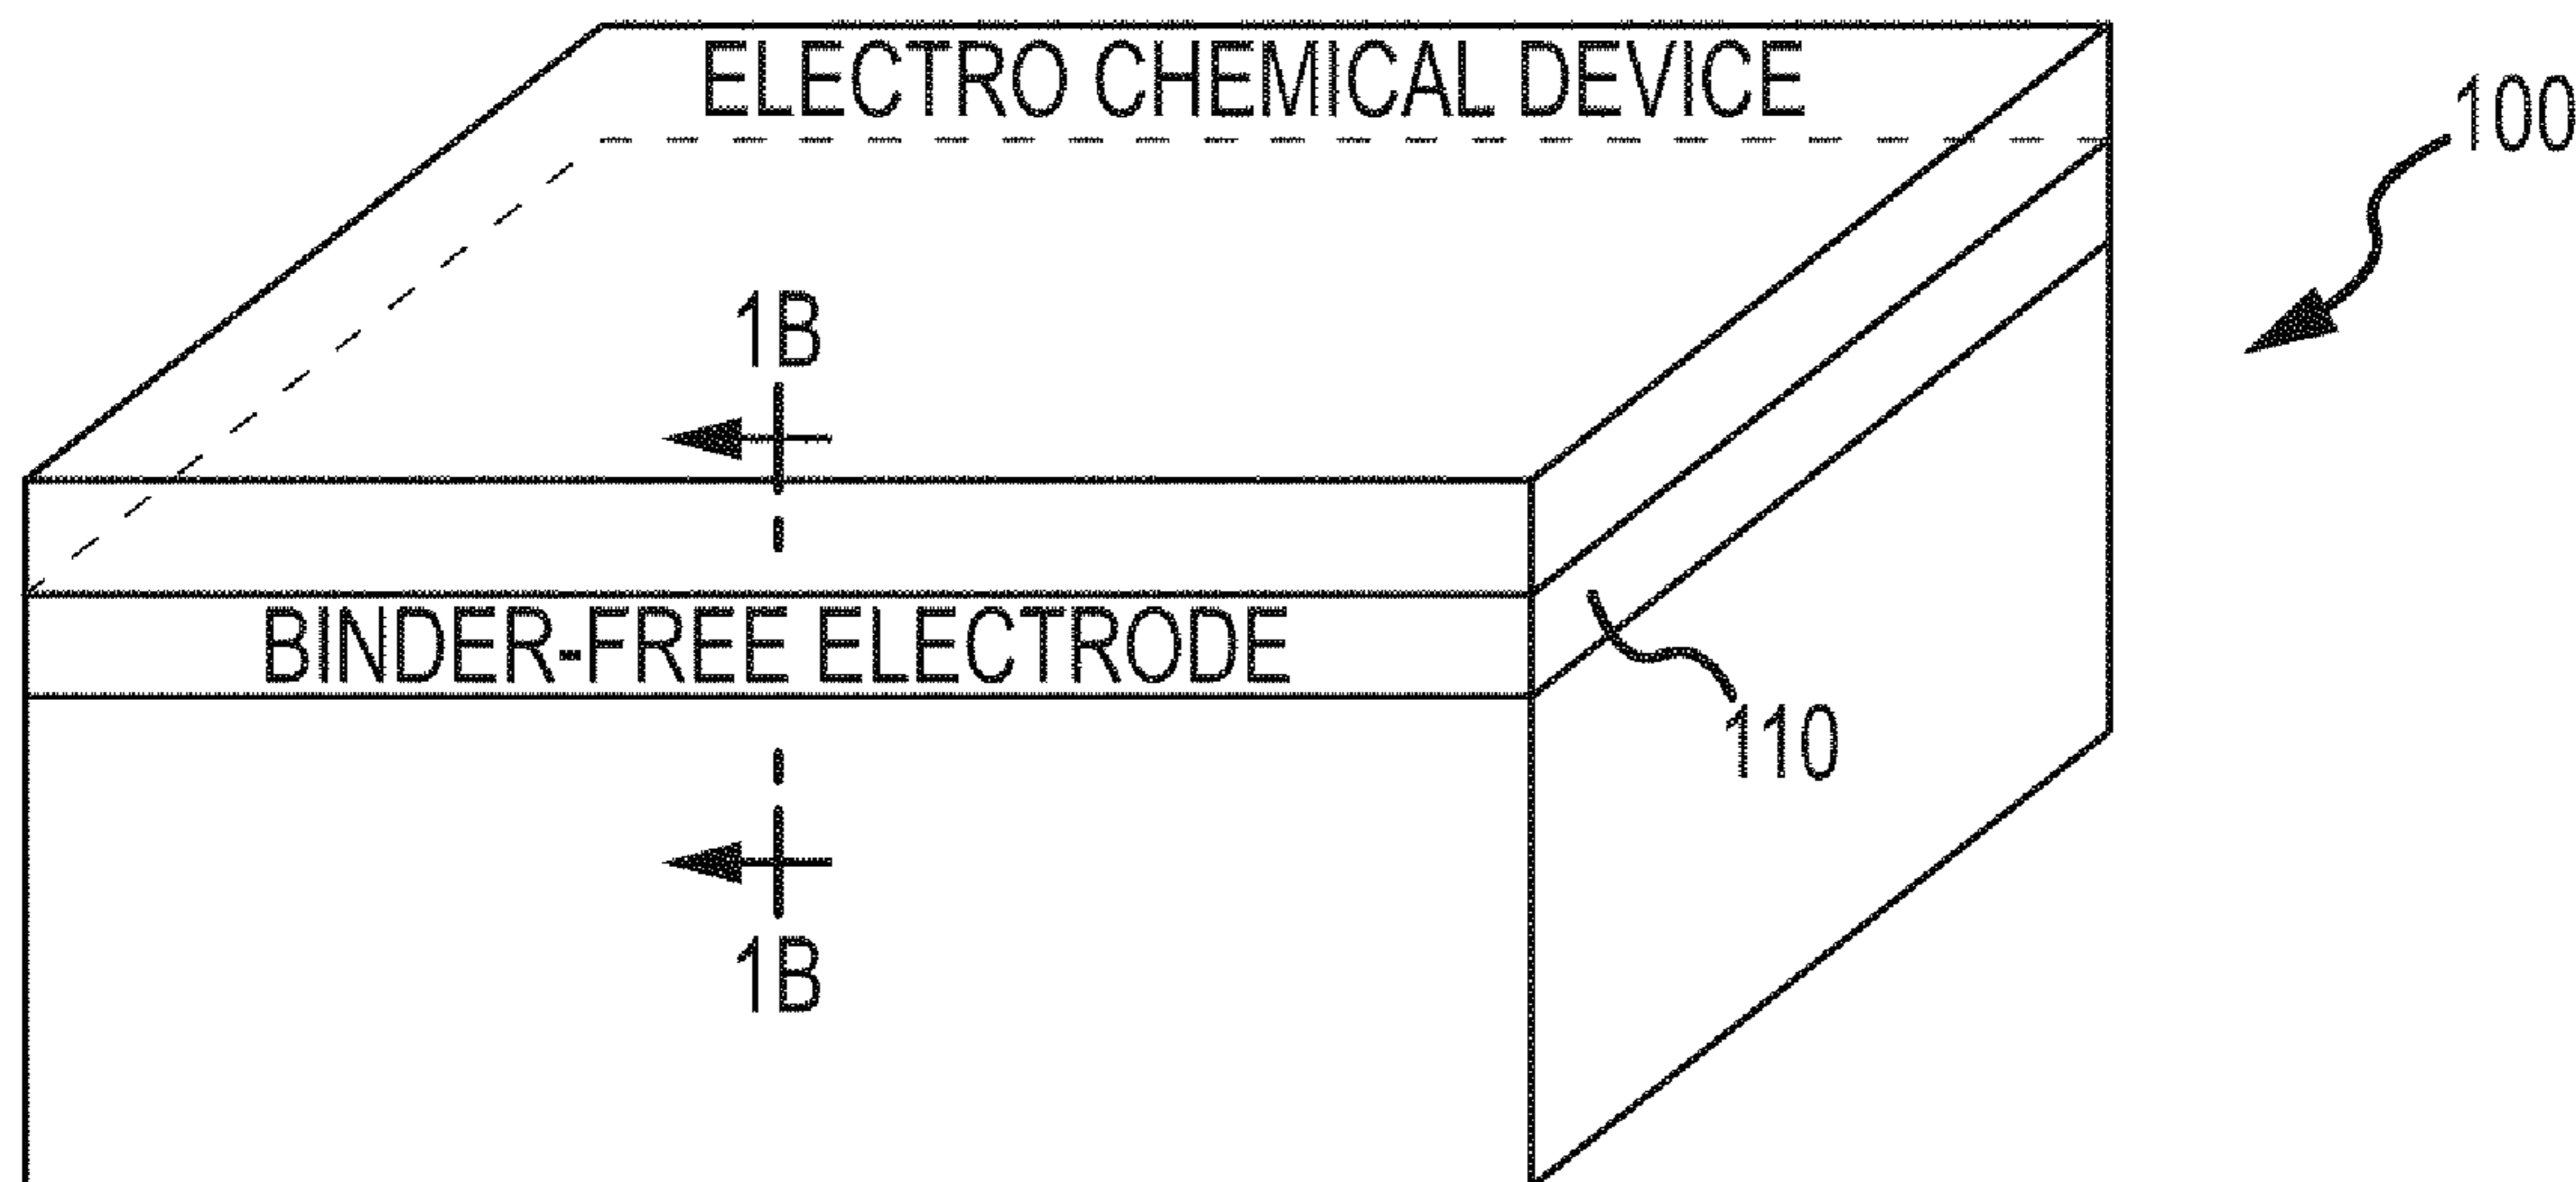 ELECTRO CHEMICAL DEVICE
100
1B
BINDER-FREE ELECTRODE
110
1B